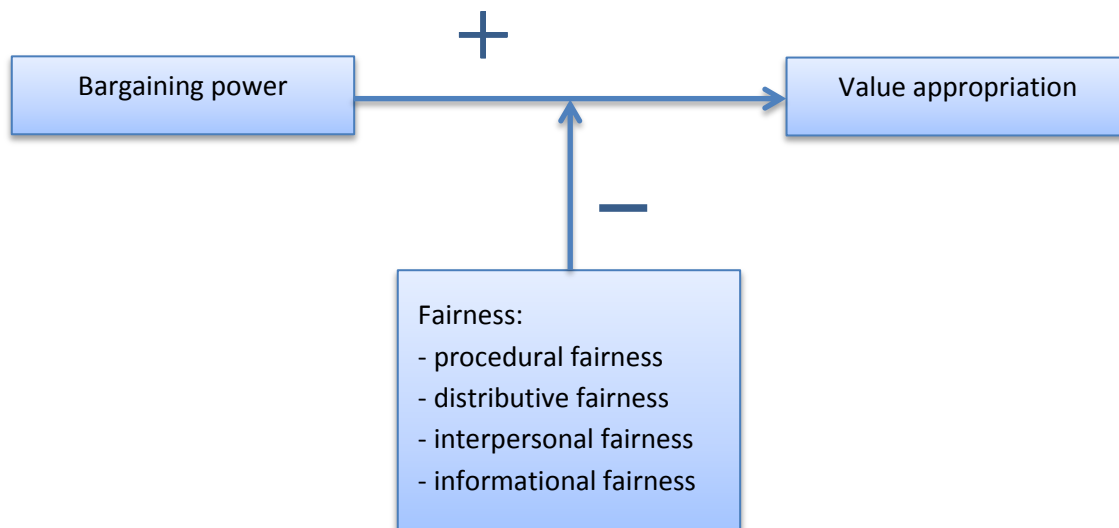 +
Bargaining power
Value appropriation
−
Fairness:
- procedural fairness
- distributive fairness
- interpersonal fairness
- informational fairness